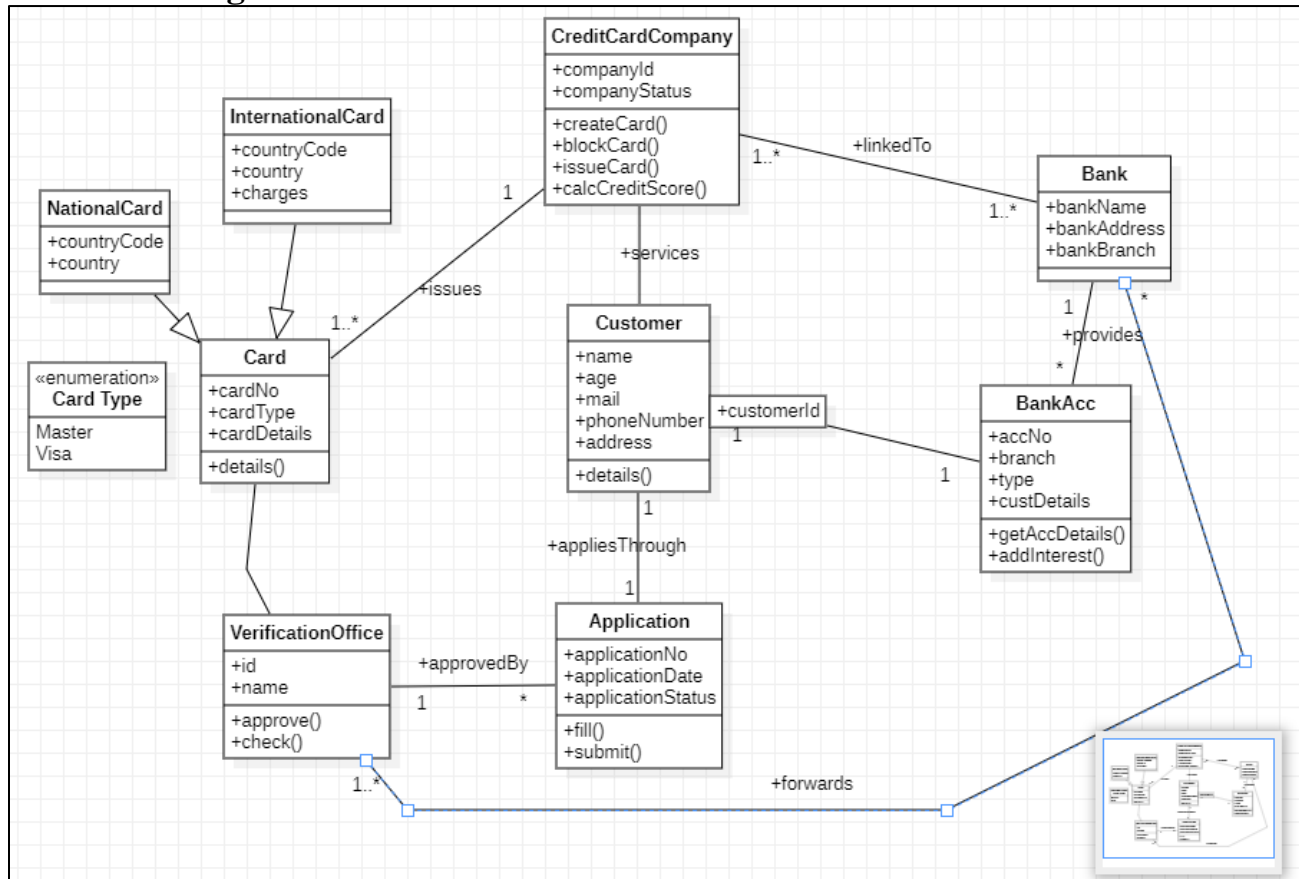 CreditCardCompany
+companyId
+companyStatus
+createCard()
+blockCard()
+issueCard()
+calcCreditScore()
InternationalCard
+countryCode
+country
+charges
NationalCard
+countryCode
+country
1
+issues
1..*
+linkedTo
1..*
1..*
Bank
+bankName
+bankAddress
+bankBranch
+services
1
*
+provides
*
Card
+cardNo
+cardType
+cardDetails
+details()
«enumeration»
Card Type
Master
Visa
Customer
+name
+age
+mail
+phoneNumber
+address
+details()
+customerId
1
1
BankAcc
+accNo
+branch
+type
+custDetails
+getAccDetails()
+addInterest()
1
+appliesThrough
1
VerificationOffice
+id
+name
+approve()
+check()
+approvedBy
1
*
Application
+applicationNo
+applicationDate
+applicationStatus
+fill()
+submit()
1..*
+forwards